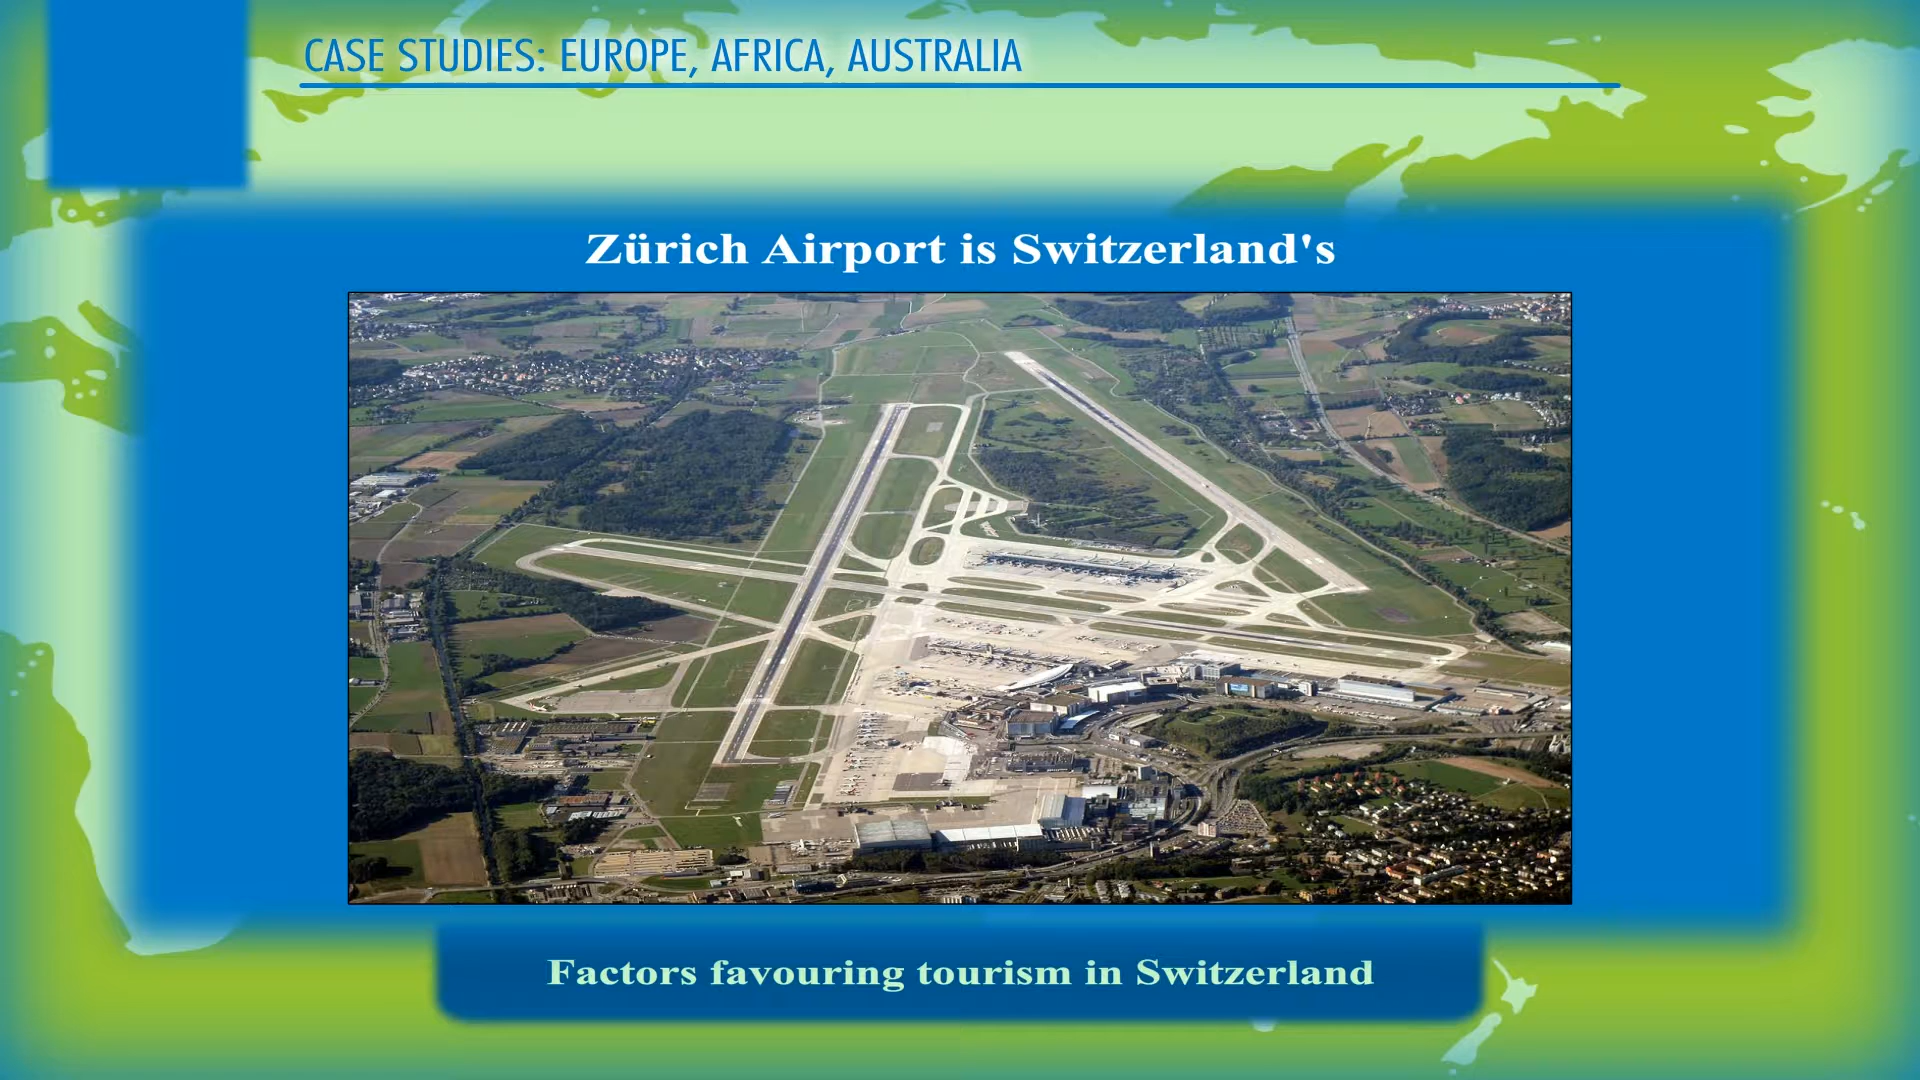 CASE STUDIES: EUROPE, AFRICA, AUSTRALIA
Zürich Airport is Switzerland's
Factors favouring tourism in Switzerland